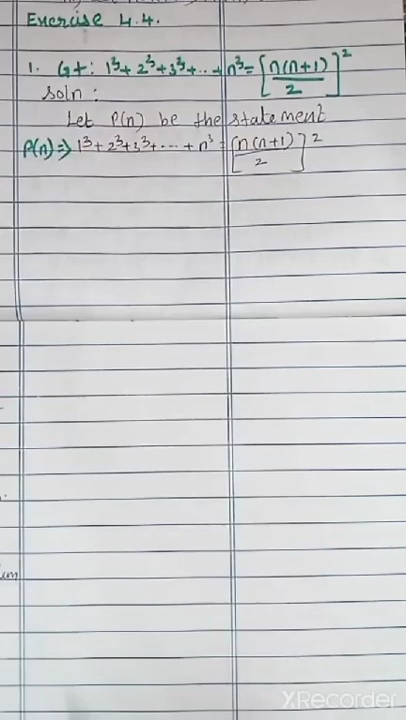 Exercise 4.4.
1. G+: 1³+ 2³+3³+..+n³= [n(n+1)/2]²
Soln :
Let P(n) be the statement
P(n)⇒ 1³+2³+3³+....+n³ = [n(n+1)/2]²
um
XRecorder